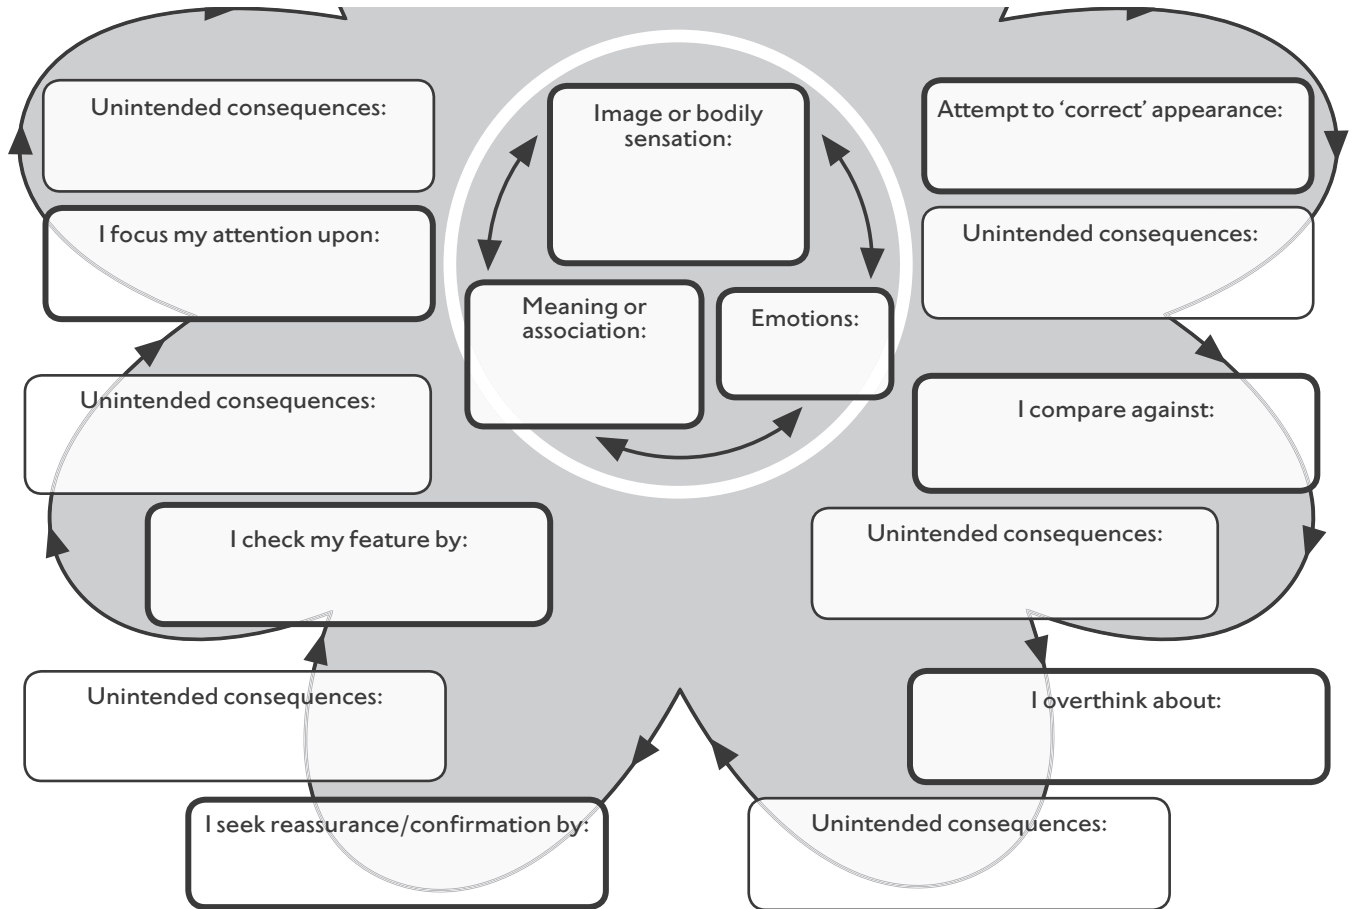 Unintended consequences:
I focus my attention upon:
Unintended consequences:
I check my feature by:
Unintended consequences:
I seek reassurance/confirmation by:
Image or bodily
sensation:
Meaning or
association:
Emotions:
Attempt to ‘correct’ appearance:
Unintended consequences:
I compare against:
Unintended consequences:
I overthink about:
Unintended consequences: